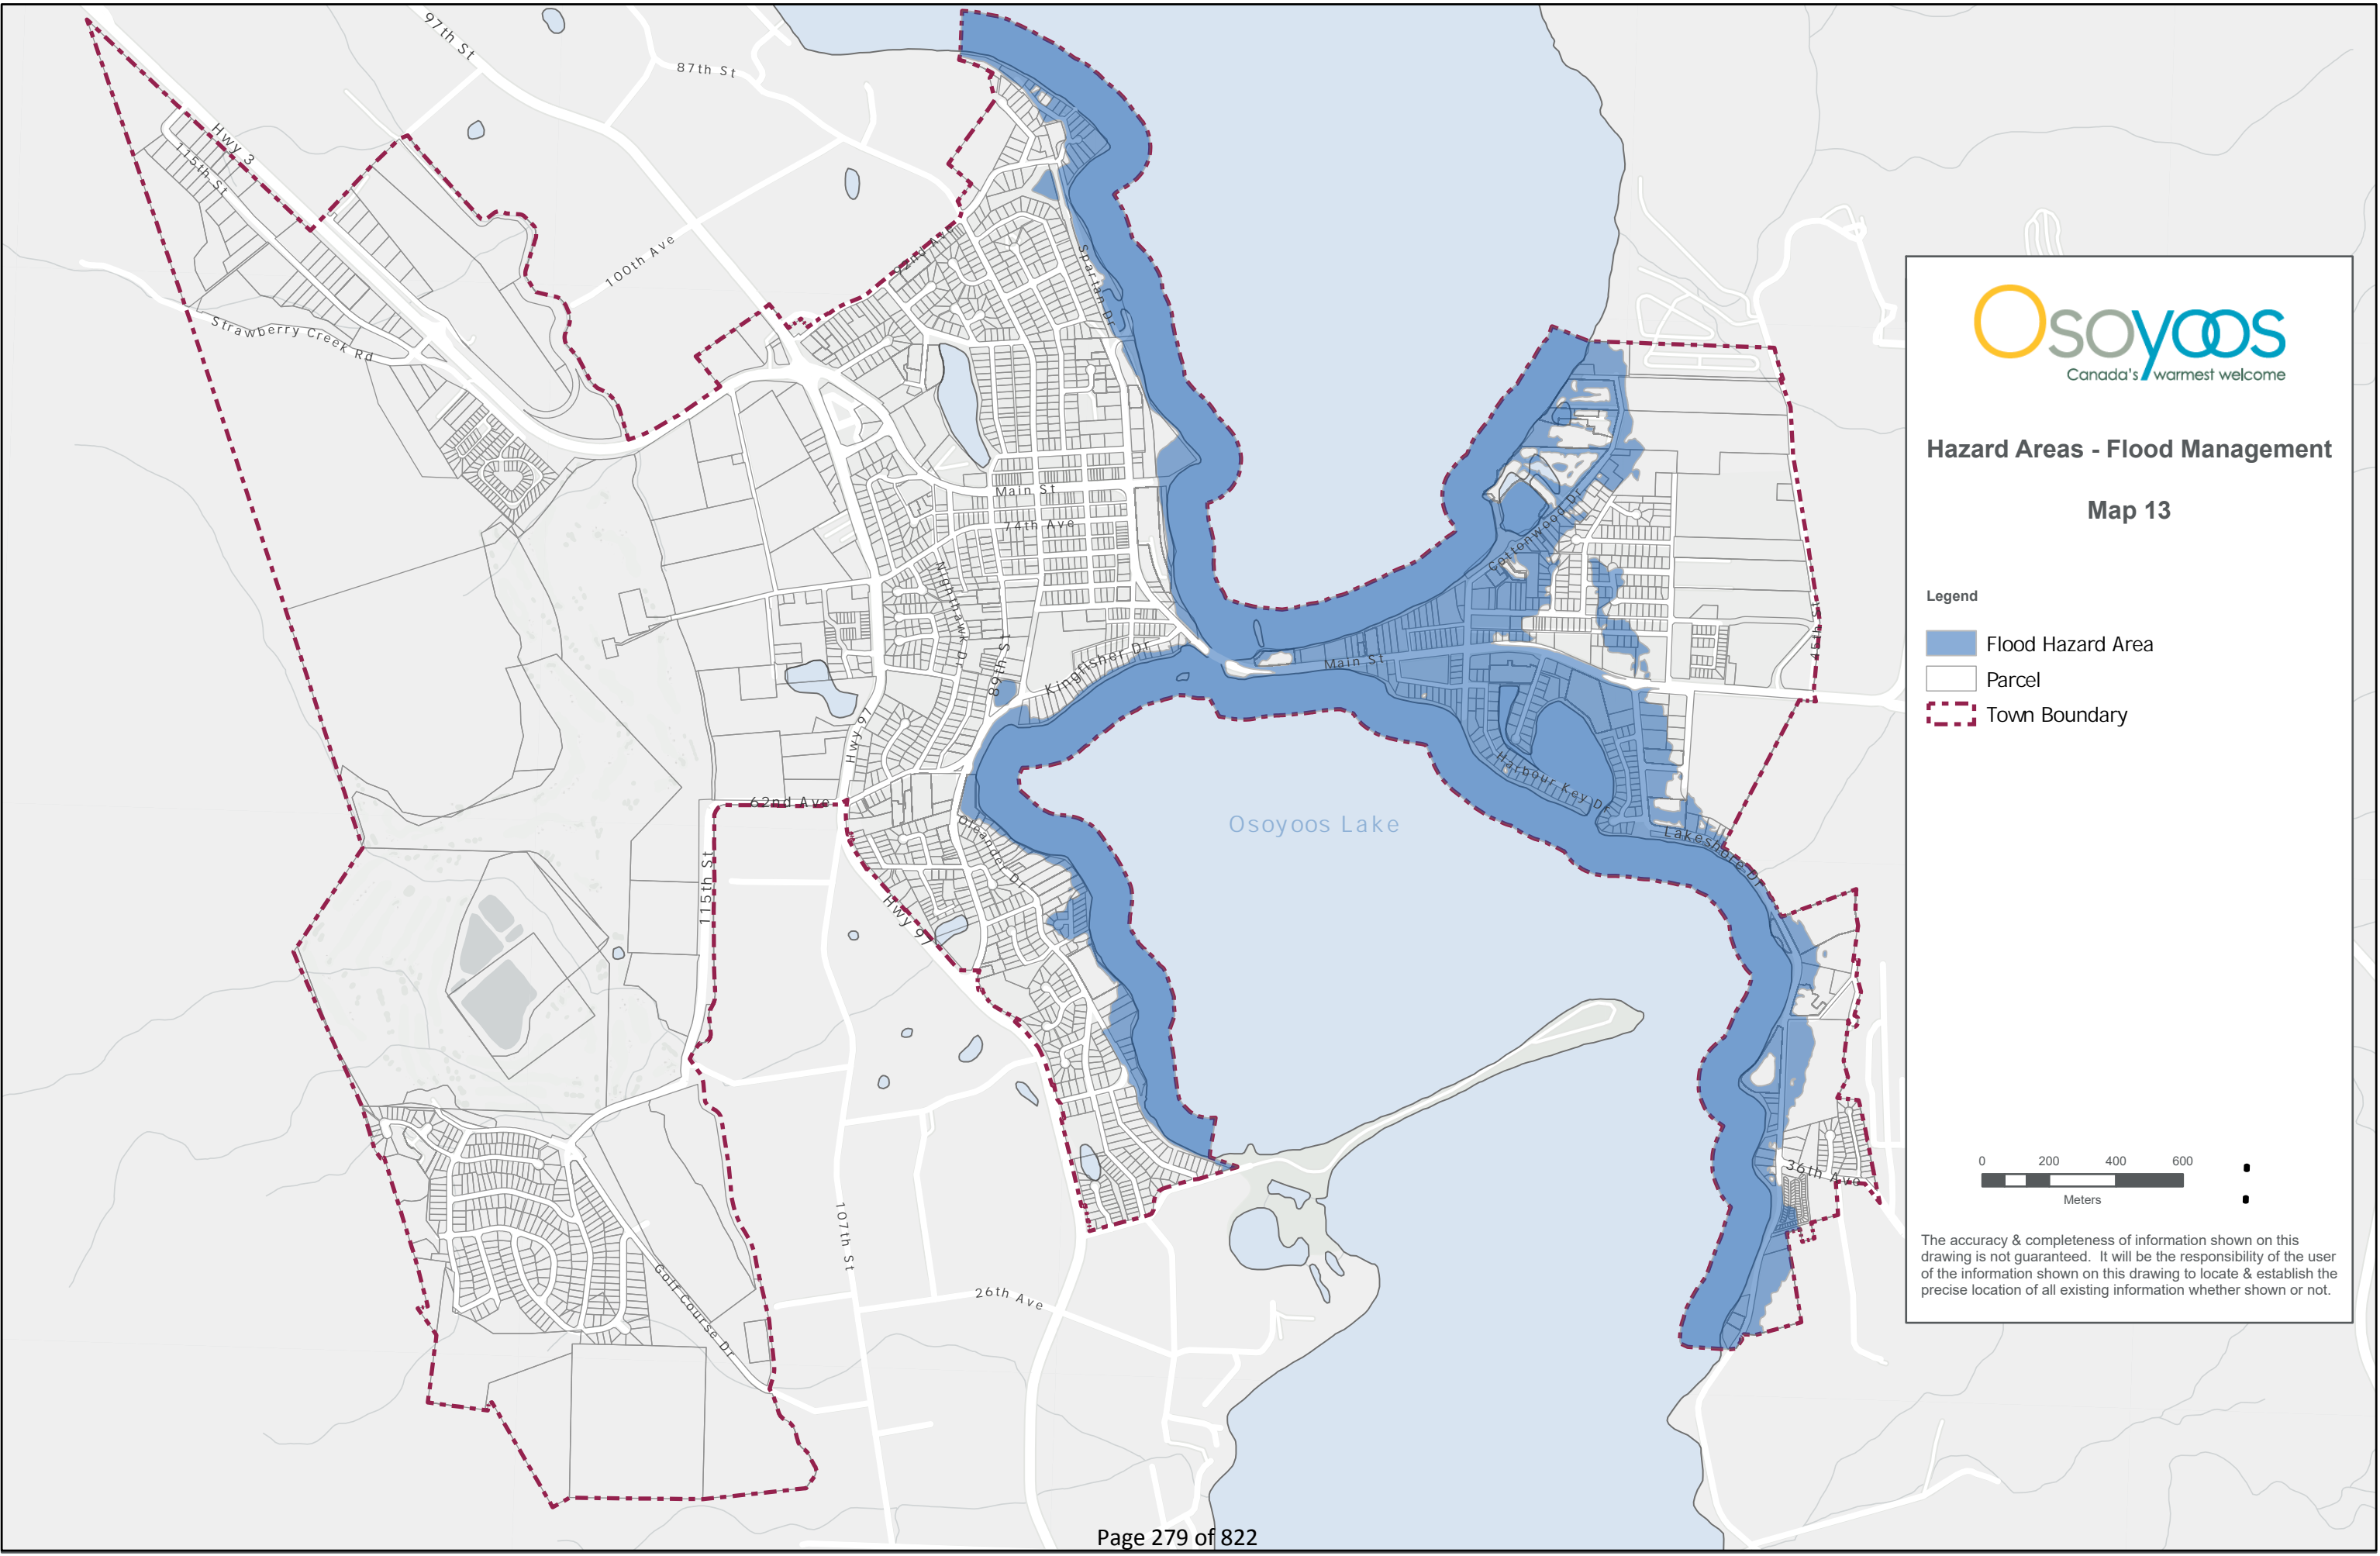 97th St
87th St
Hwy 3
115th St
100th Ave
92nd Ave
Spartan Dr
Strawberry Creek Rd
Main St
74th Ave
Cottonwood Dr
Nighthawk Dr
89th St
Kingfisher Dr
Main St
45th St
Hwy 97
Harbour Key Dr
62nd Ave
Osoyoos Lake
Oleander Dr
Lakeshore Dr
115th St
Hwy 97
36th Ave
107th St
26th Ave
Golf Course Dr
Osoyoos
Canada's warmest welcome
Hazard Areas - Flood Management
Map 13
Legend
Flood Hazard Area
Parcel
Town Boundary
0 200 400 600
Meters
The accuracy & completeness of information shown on this
drawing is not guaranteed. It will be the responsibility of the user
of the information shown on this drawing to locate & establish the
precise location of all existing information whether shown or not.
Page 279 of 822